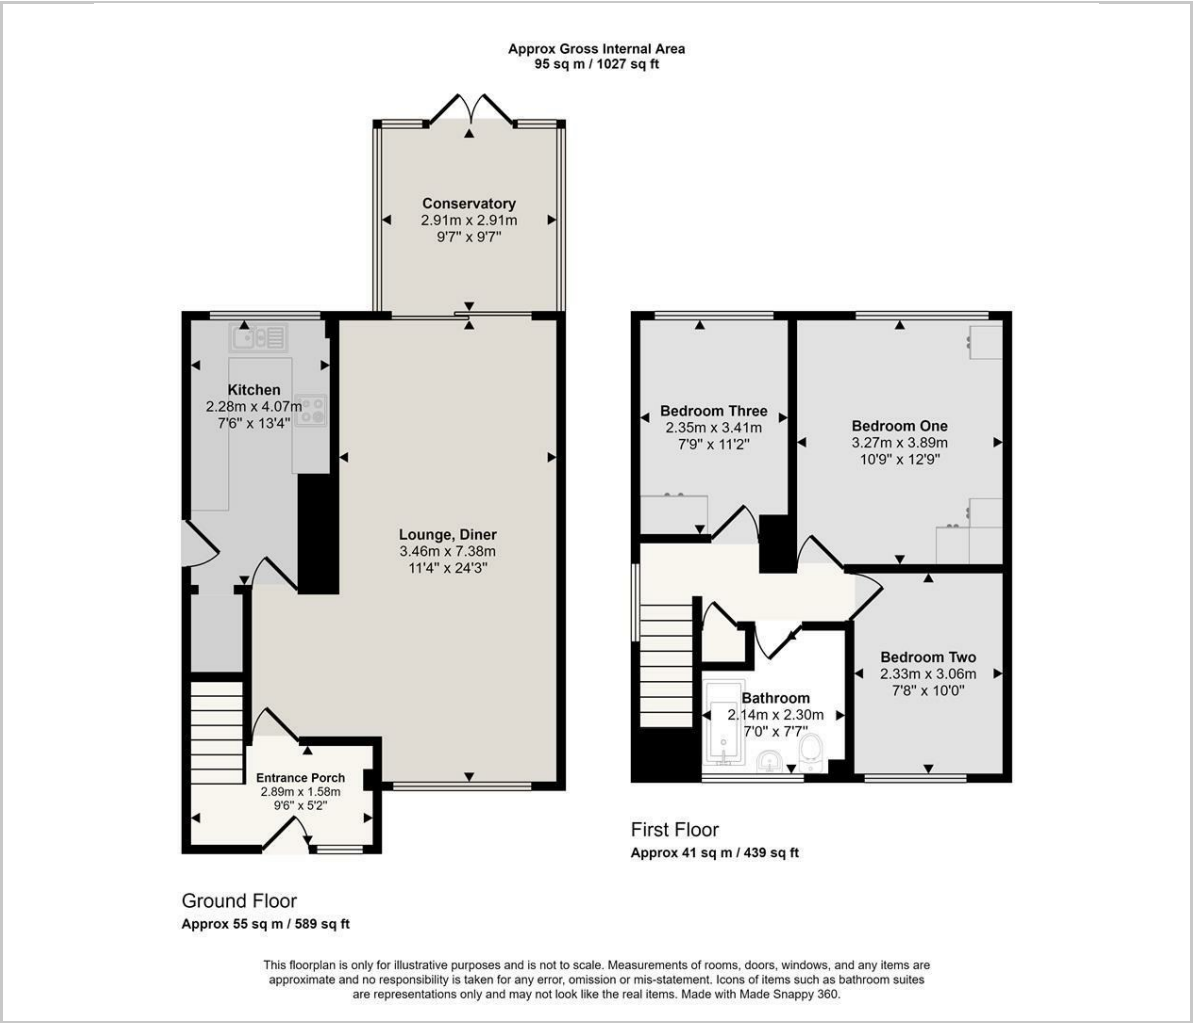 Approx Gross Internal Area
95 sq m / 1027 sq ft
Conservatory
2.91m x 2.91m
9'7" x 9'7"
Kitchen
2.28m x 4.07m
7'6" x 13'4"
Lounge, Diner
3.46m x 7.38m
11'4" x 24'3"
Entrance Porch
2.89m x 1.58m
9'6" x 5'2"
Ground Floor
Approx 55 sq m / 589 sq ft
Bedroom Three
2.35m x 3.41m
7'9" x 11'2"
Bedroom One
3.27m x 3.89m
10'9" x 12'9"
Bedroom Two
2.33m x 3.06m
7'8" x 10'0"
Bathroom
2.14m x 2.30m
7'0" x 7'7"
First Floor
Approx 41 sq m / 439 sq ft
This floorplan is only for illustrative purposes and is not to scale. Measurements of rooms, doors, windows, and any items are
approximate and no responsibility is taken for any error, omission or mis-statement. Icons of items such as bathroom suites
are representations only and may not look like the real items. Made with Made Snappy 360.